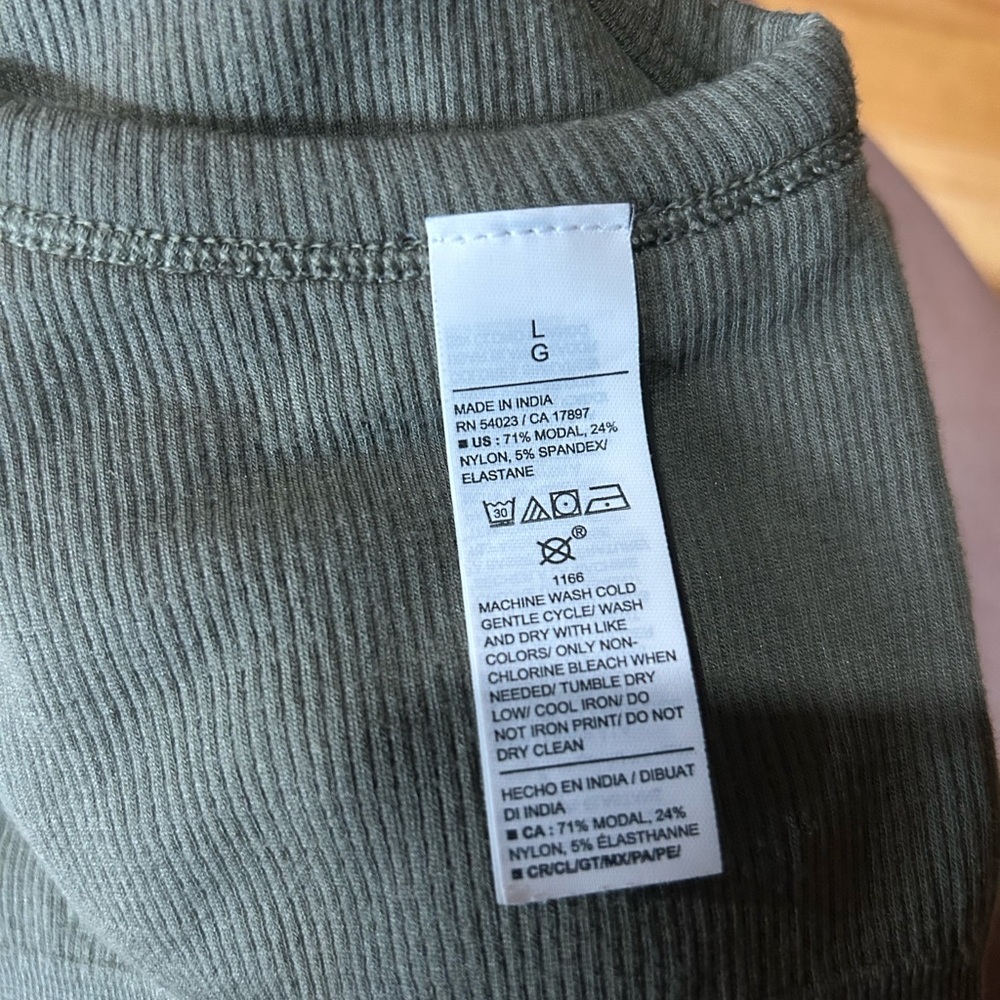 L
G
MADE IN INDIA
RN 54023 / CA 17897
■ US : 71% MODAL, 24%
NYLON, 5% SPANDEX/
ELASTANE
30
®
1166
MACHINE WASH COLD
GENTLE CYCLE/ WASH
AND DRY WITH LIKE
COLORS/ ONLY NON-
CHLORINE BLEACH WHEN
NEEDED/ TUMBLE DRY
LOW/ COOL IRON/ DO
NOT IRON PRINT/ DO NOT
DRY CLEAN
HECHO EN INDIA / DIBUAT
DI INDIA
■ CA : 71% MODAL, 24%
NYLON, 5% ÉLASTHANNE
■ CR/CL/GT/MX/PA/PE/